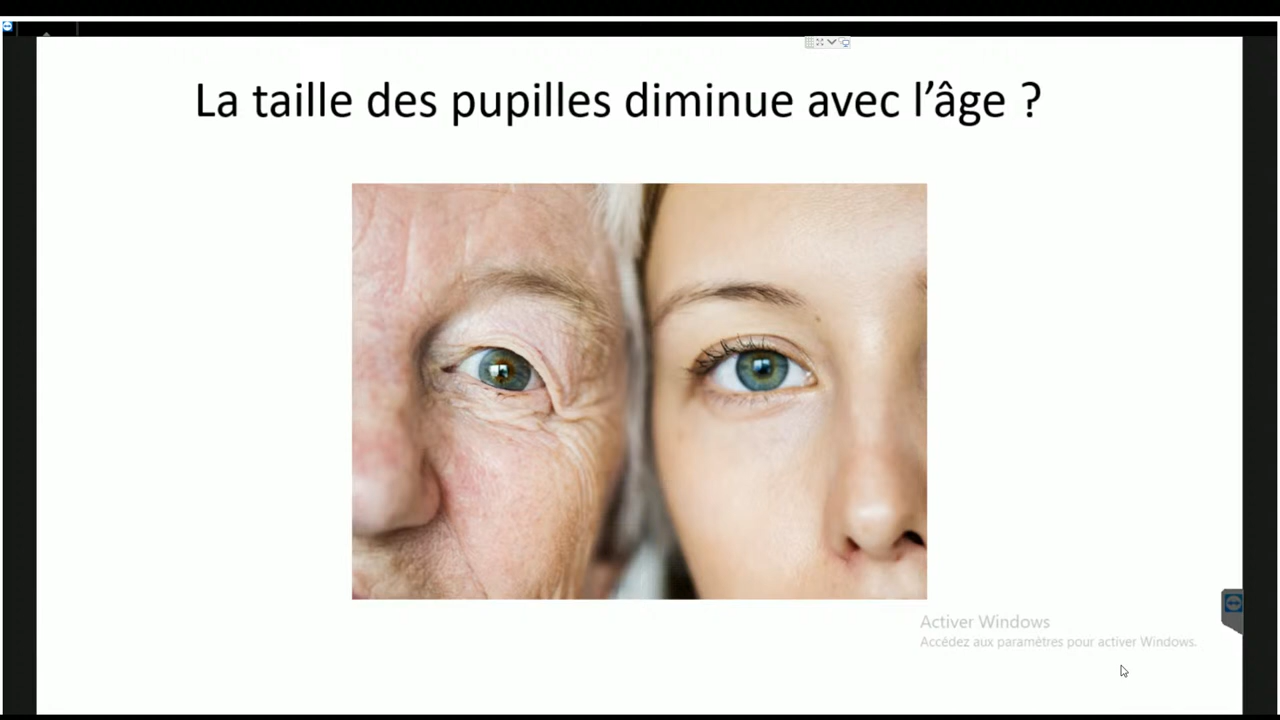 La taille des pupilles diminue avec l’âge ?
Activer Windows
Accédez aux paramètres pour activer Windows.